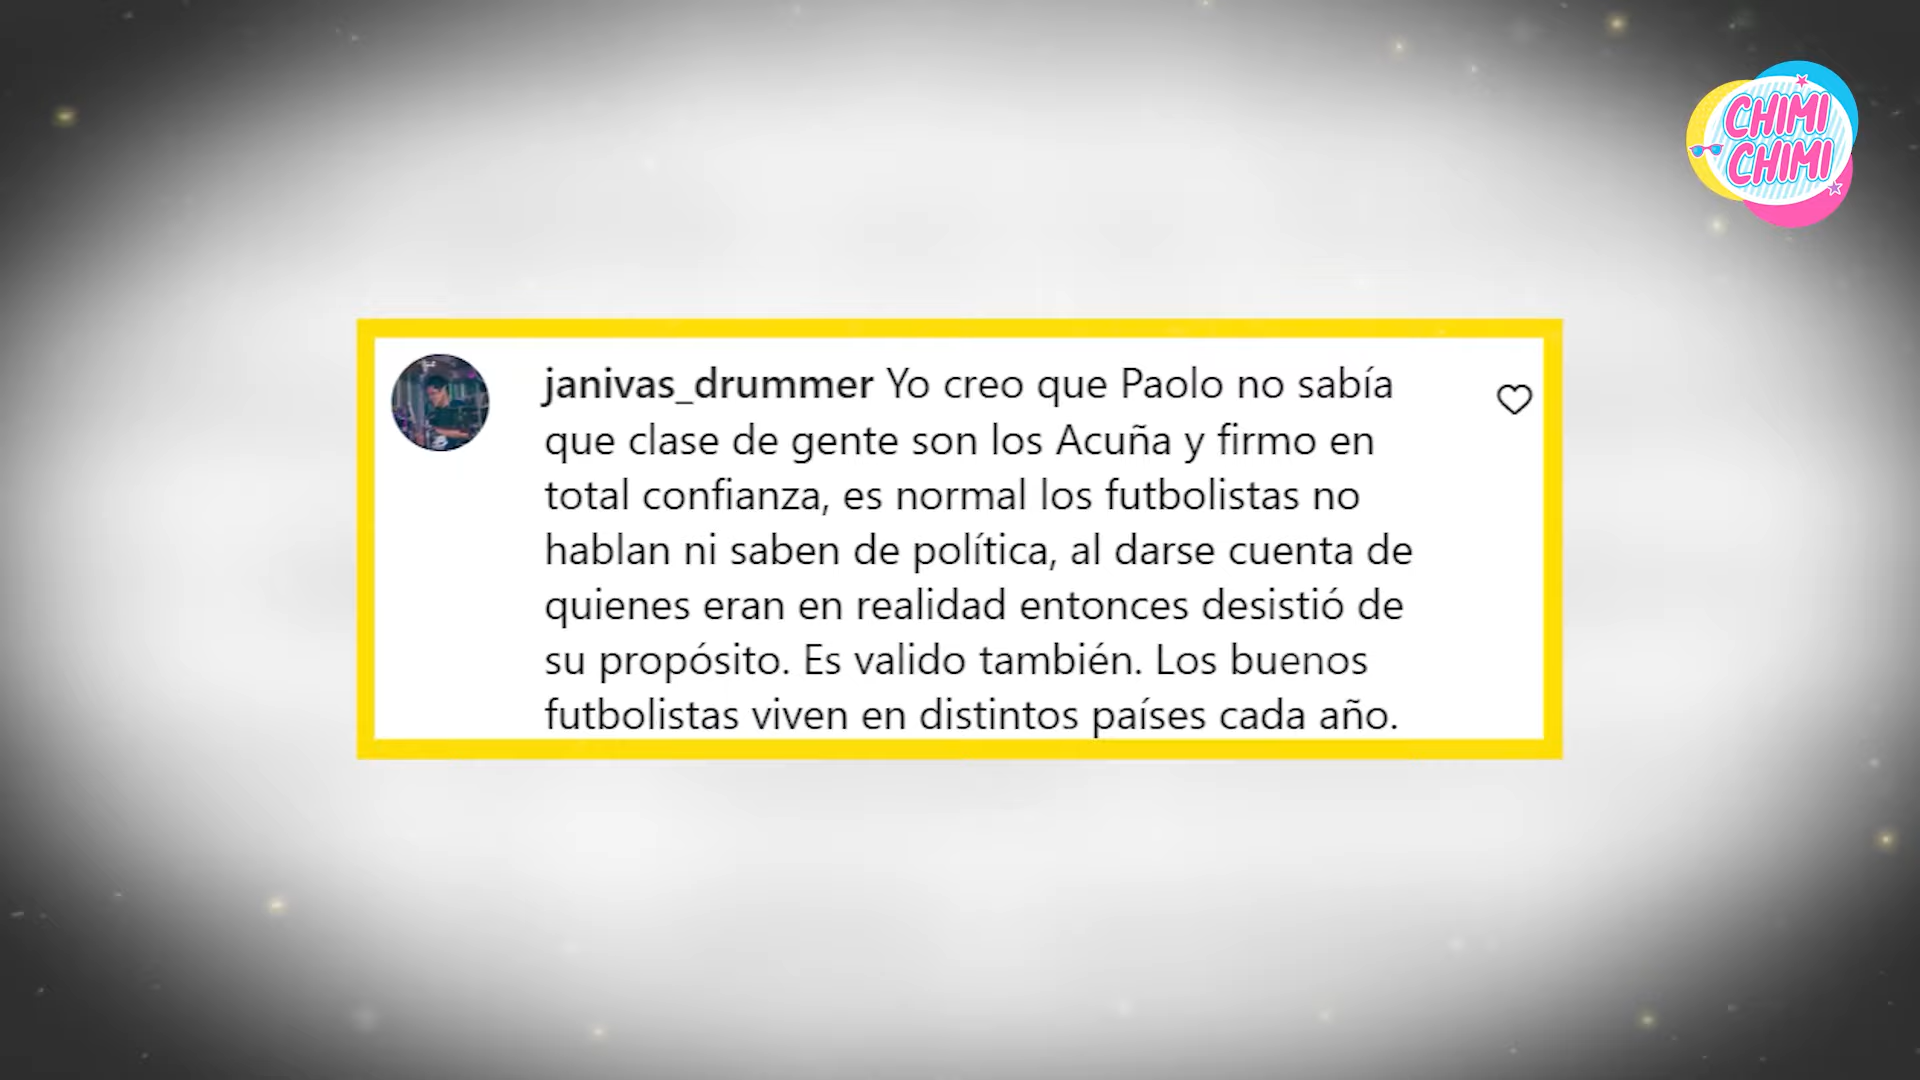 CHIMI
CHIMI
janivas_drummer Yo creo que Paolo no sabía
que clase de gente son los Acuña y firmo en
total confianza, es normal los futbolistas no
hablan ni saben de política, al darse cuenta de
quienes eran en realidad entonces desistió de
su propósito. Es valido también. Los buenos
futbolistas viven en distintos países cada año.